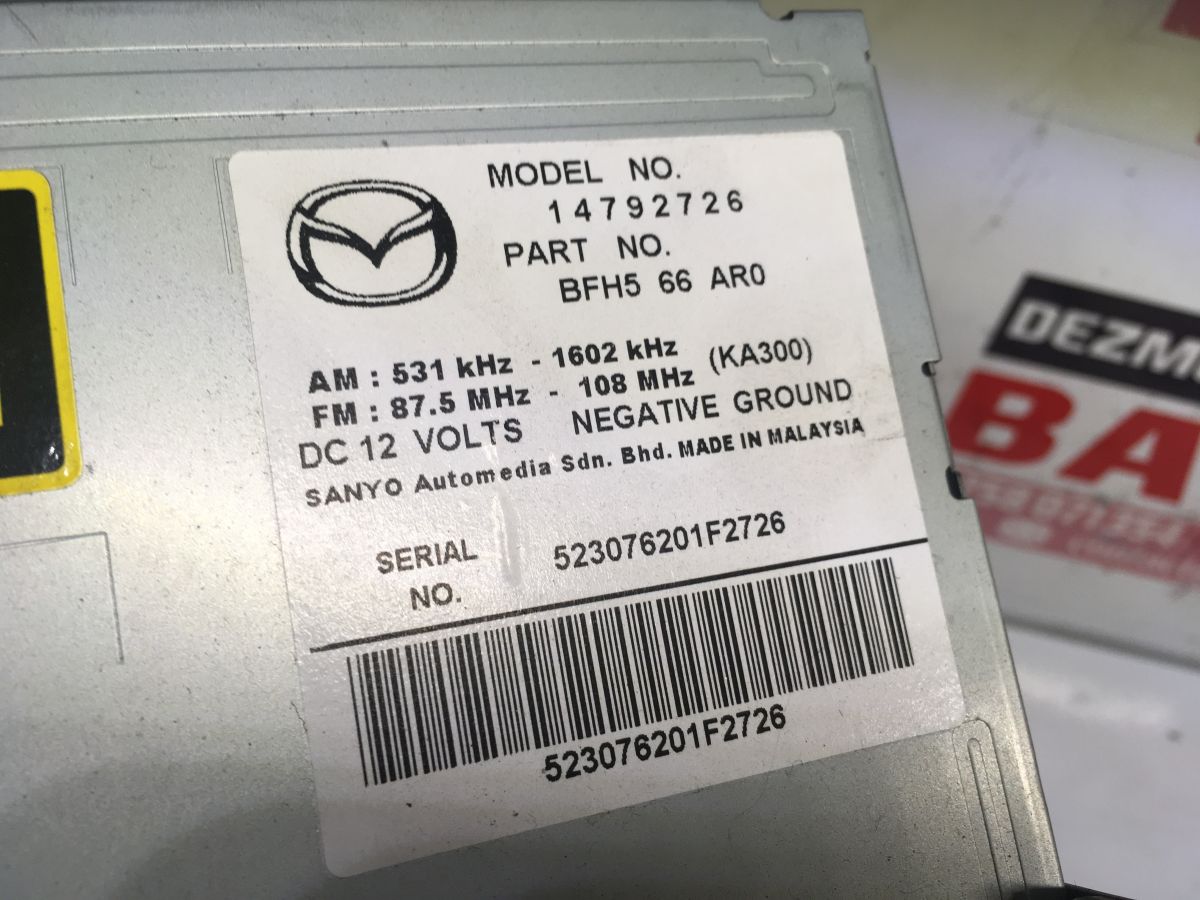 MODEL NO.
14792726
PART NO.
BFH5 66 AR0
AM : 531 kHz - 1602 kHz
FM : 87.5 MHz - 108 MHz (KA300)
DC 12 VOLTS NEGATIVE GROUND
SANYO Automedia Sdn. Bhd. MADE IN MALAYSIA
SERIAL NO. 523076201F2726
523076201F2726
DEZM
BA